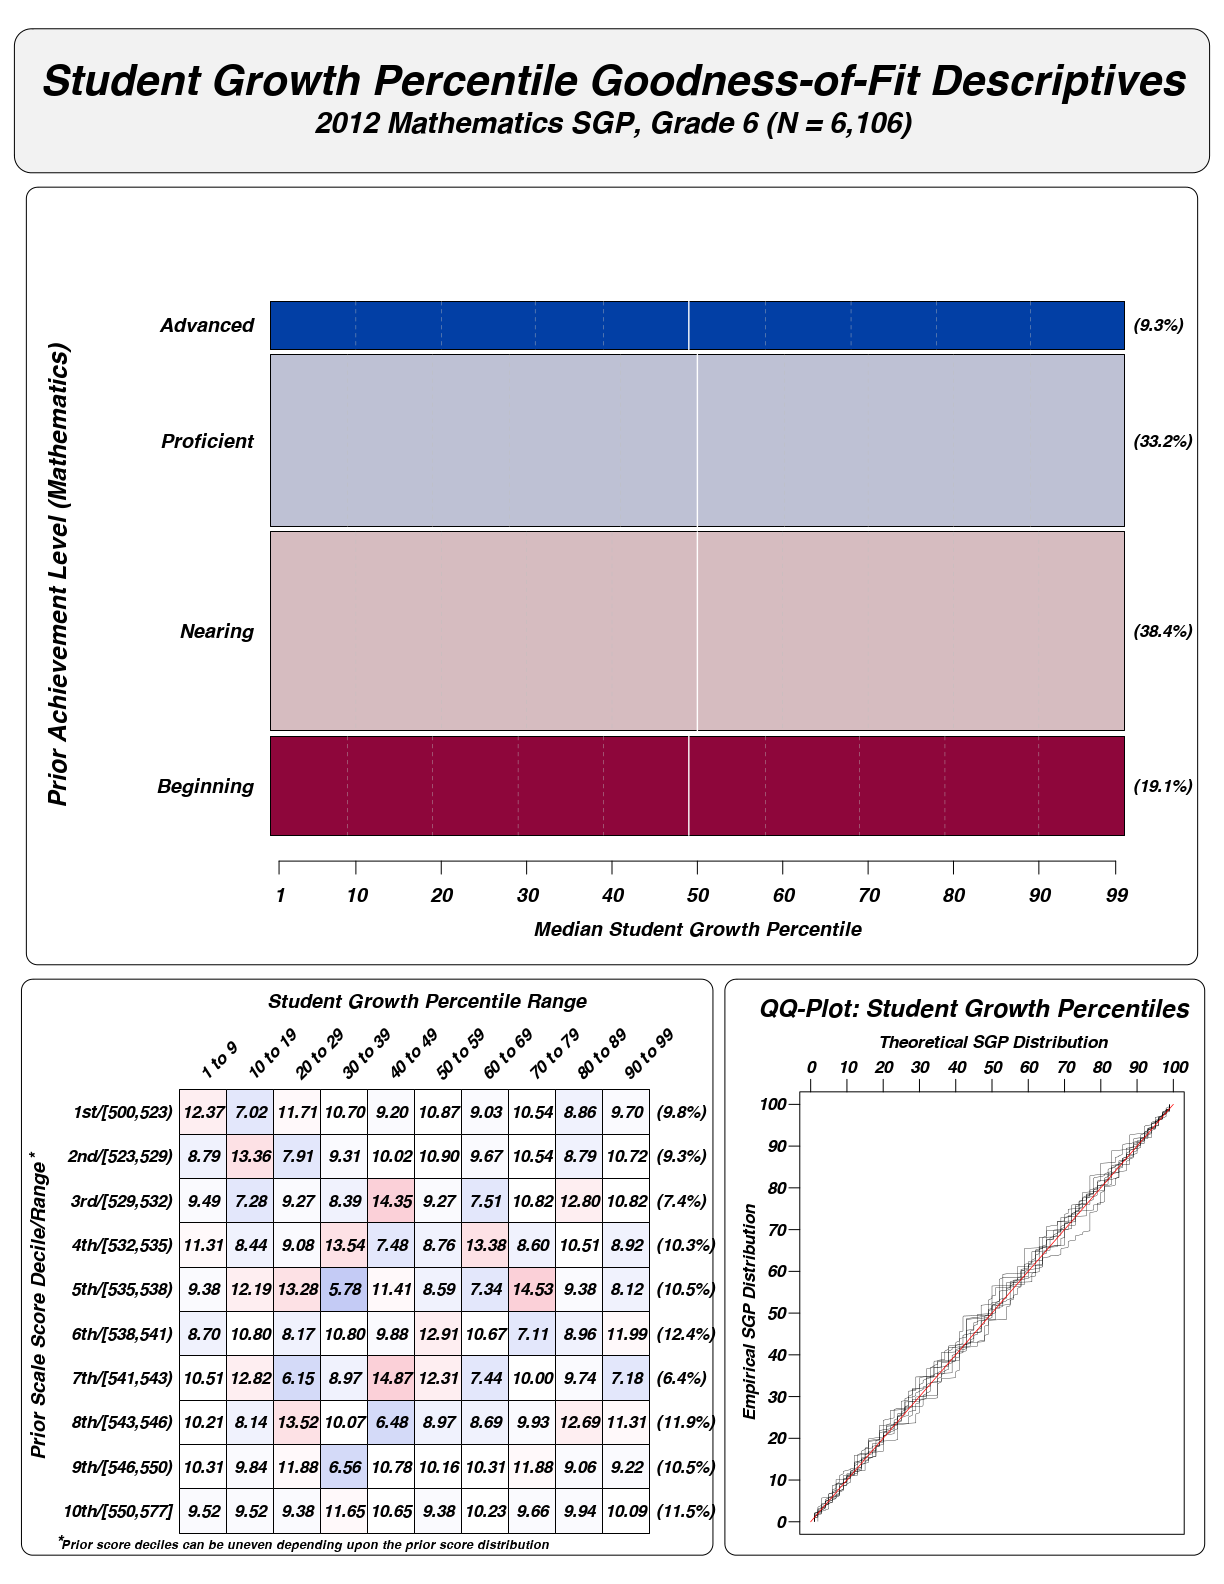 Student Growth Percentile Goodness-of-Fit Descriptives
2012 Mathematics SGP, Grade 6 (N = 6,106)
Prior Achievement Level (Mathematics)
Advanced (9.3%)
Proficient (33.2%)
Nearing (38.4%)
Beginning (19.1%)
1 10 20 30 40 50 60 70 80 90 99
Median Student Growth Percentile
Student Growth Percentile Range
1 to 9 10 to 19 20 to 29 30 to 39 40 to 49 50 to 59 60 to 69 70 to 79 80 to 89 90 to 99
Prior Scale Score Decile/Range*
1st/[500,523) 12.37 7.02 11.71 10.70 9.20 10.87 9.03 10.54 8.86 9.70 (9.8%)
2nd/[523,529) 8.79 13.36 7.91 9.31 10.02 10.90 9.67 10.54 8.79 10.72 (9.3%)
3rd/[529,532) 9.49 7.28 9.27 8.39 14.35 9.27 7.51 10.82 12.80 10.82 (7.4%)
4th/[532,535) 11.31 8.44 9.08 13.54 7.48 8.76 13.38 8.60 10.51 8.92 (10.3%)
5th/[535,538) 9.38 12.19 13.28 5.78 11.41 8.59 7.34 14.53 9.38 8.12 (10.5%)
6th/[538,541) 8.70 10.80 8.17 10.80 9.88 12.91 10.67 7.11 8.96 11.99 (12.4%)
7th/[541,543) 10.51 12.82 6.15 8.97 14.87 12.31 7.44 10.00 9.74 7.18 (6.4%)
8th/[543,546) 10.21 8.14 13.52 10.07 6.48 8.97 8.69 9.93 12.69 11.31 (11.9%)
9th/[546,550) 10.31 9.84 11.88 6.56 10.78 10.16 10.31 11.88 9.06 9.22 (10.5%)
10th/[550,577] 9.52 9.52 9.38 11.65 10.65 9.38 10.23 9.66 9.94 10.09 (11.5%)
*Prior score deciles can be uneven depending upon the prior score distribution
QQ-Plot: Student Growth Percentiles
Theoretical SGP Distribution
0 10 20 30 40 50 60 70 80 90 100
Empirical SGP Distribution
100
90
80
70
60
50
40
30
20
10
0